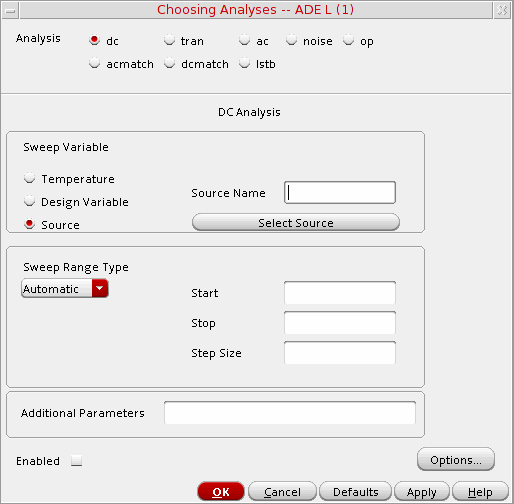 Choosing Analyses -- ADE L (1)
Analysis dc tran ac noise op
acmatch dcmatch lstb
DC Analysis
Sweep Variable
Temperature
Design Variable
Source
Source Name
Select Source
Sweep Range Type
Automatic
Start
Stop
Step Size
Additional Parameters
Enabled
Options...
OK Cancel Defaults Apply Help